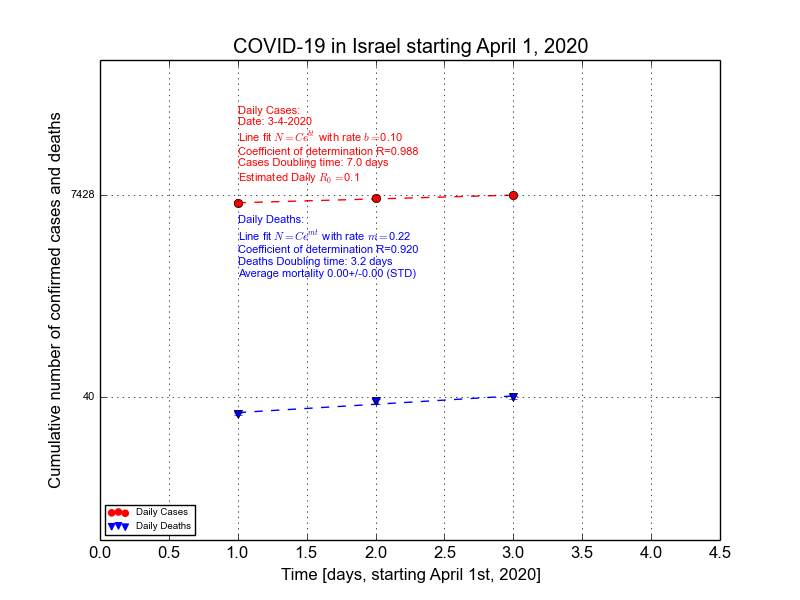 COVID-19 in Israel starting April 1, 2020
Cumulative number of confirmed cases and deaths
7428
40
Daily Cases:
Date: 3-4-2020
Line fit N = Ce^{bt} with rate b = 0.10
Coefficient of determination R=0.988
Cases Doubling time: 7.0 days
Estimated Daily R_0 = 0.1
Daily Deaths:
Line fit N = Ce^{mt} with rate m = 0.22
Coefficient of determination R=0.920
Deaths Doubling time: 3.2 days
Average mortality 0.00+/-0.00 (STD)
Daily Cases
Daily Deaths
0.0 0.5 1.0 1.5 2.0 2.5 3.0 3.5 4.0 4.5
Time [days, starting April 1st, 2020]